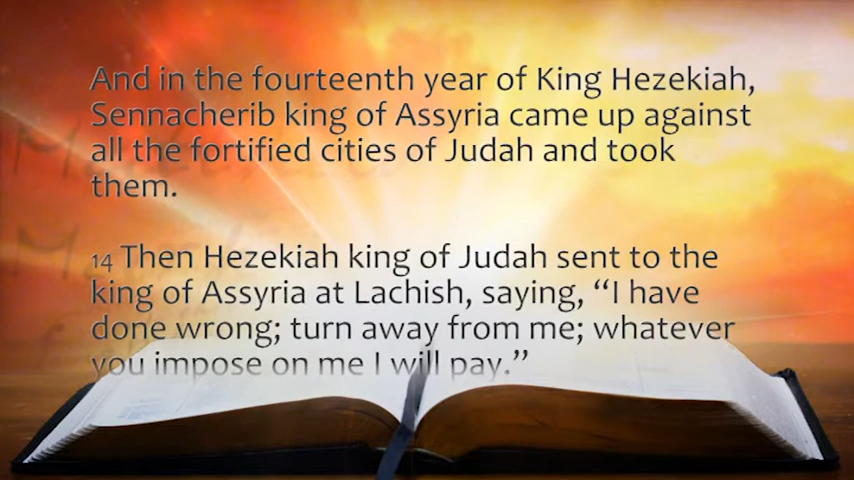 And in the fourteenth year of King Hezekiah,
Sennacherib king of Assyria came up against
all the fortified cities of Judah and took
them.
14 Then Hezekiah king of Judah sent to the
king of Assyria at Lachish, saying, “I have
done wrong; turn away from me; whatever
you impose on me I will pay.”